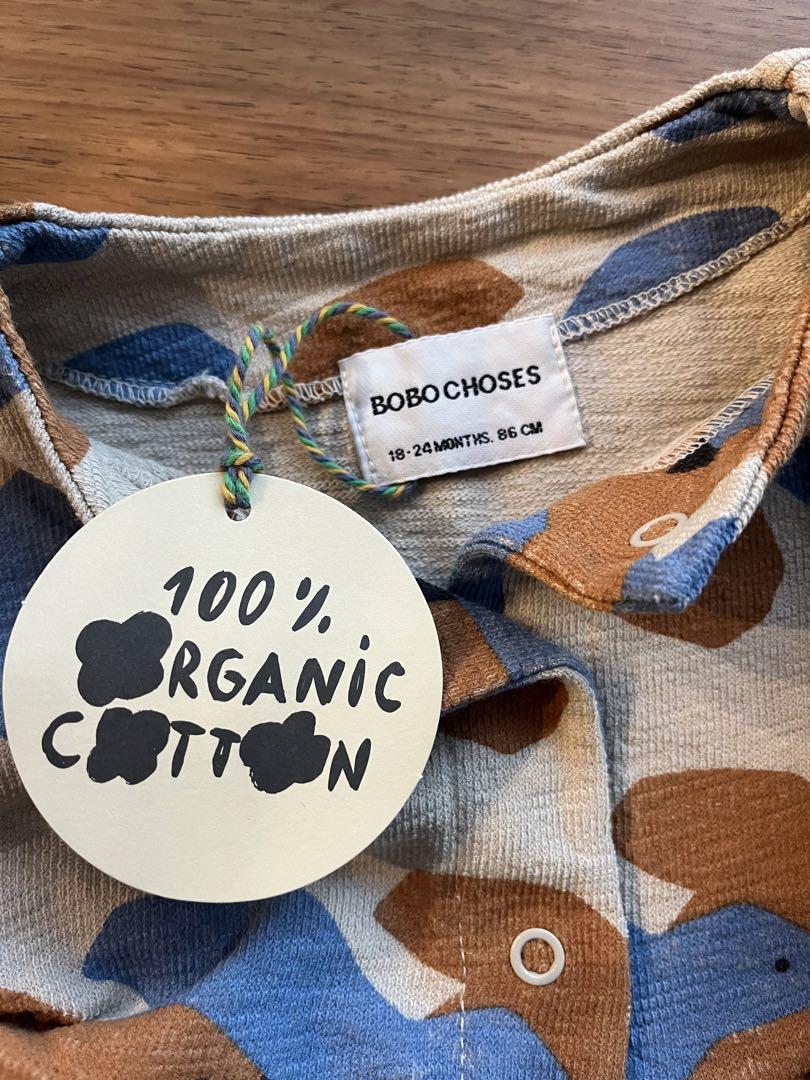 BOBO CHOSES
18-24 MONTHS. 86 CM
100%
ORGANiC
COTTON